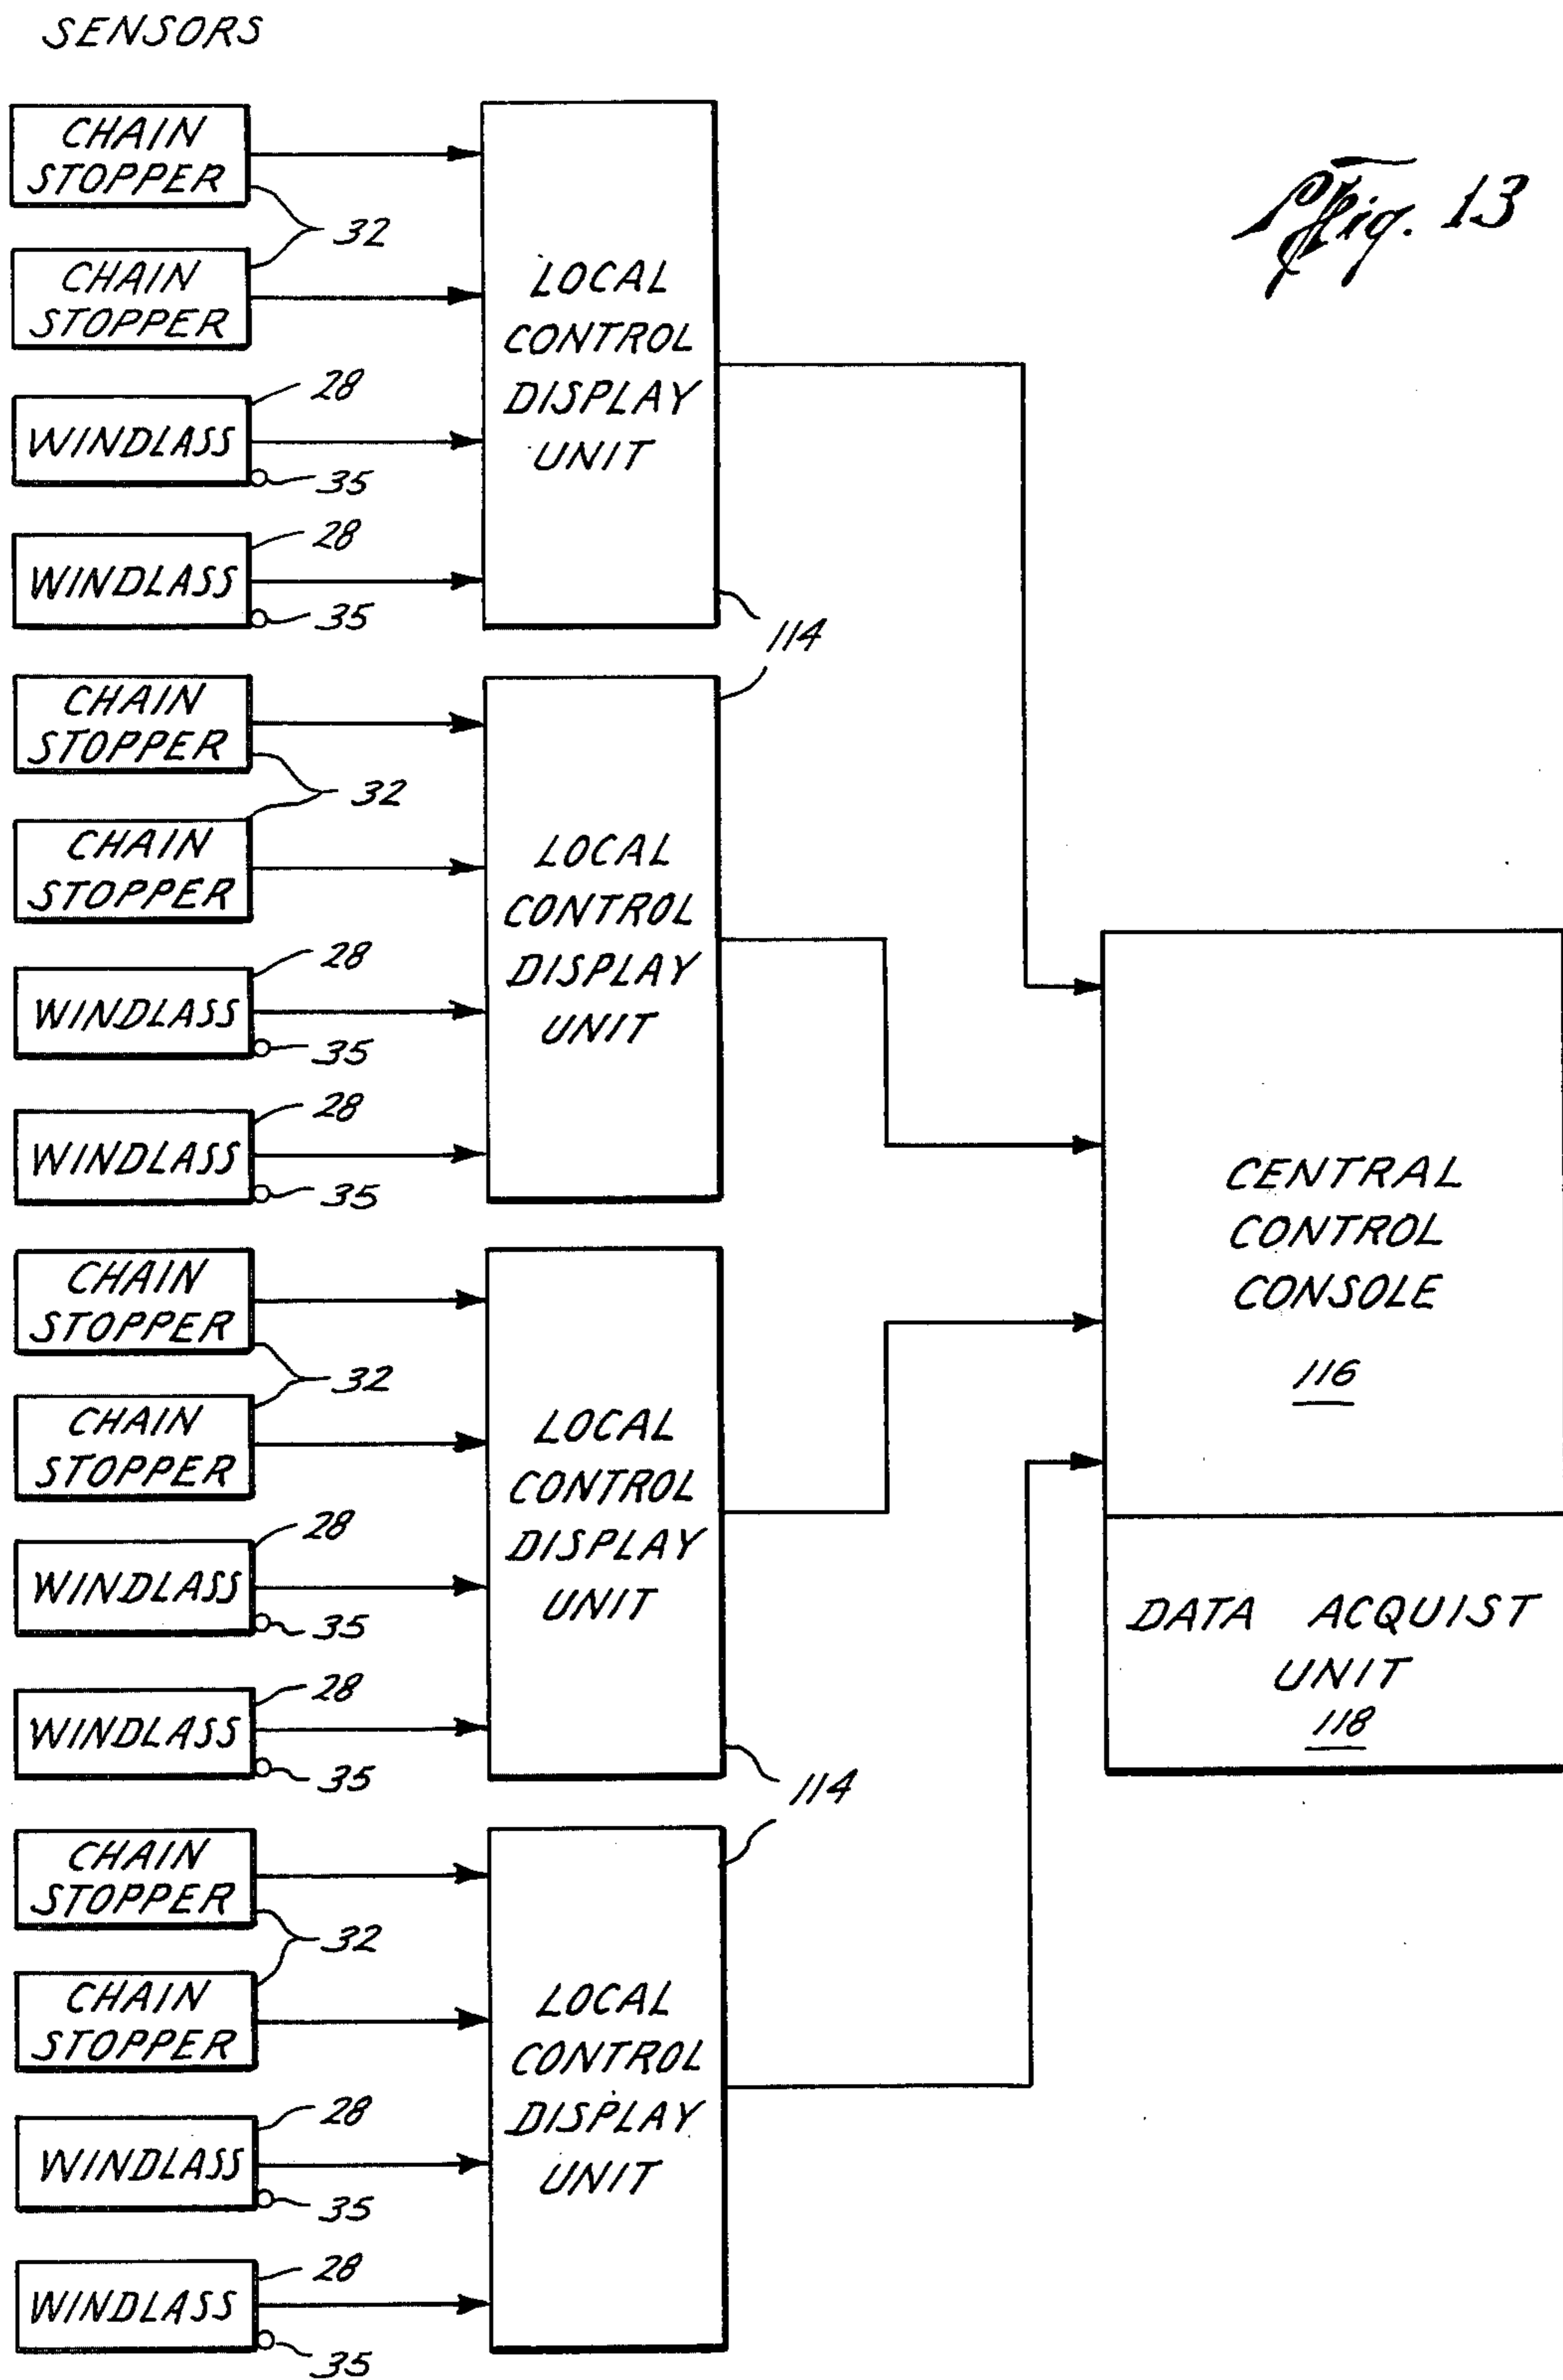 SENSORS
Fig. 13
CHAIN
STOPPER
32
CHAIN
STOPPER
28
WINDLASS
35
28
WINDLASS
35
LOCAL
CONTROL
DISPLAY
UNIT
114
CHAIN
STOPPER
32
CHAIN
STOPPER
28
WINDLASS
35
28
WINDLASS
35
LOCAL
CONTROL
DISPLAY
UNIT
CHAIN
STOPPER
32
CHAIN
STOPPER
28
WINDLASS
35
28
WINDLASS
35
LOCAL
CONTROL
DISPLAY
UNIT
114
CHAIN
STOPPER
32
CHAIN
STOPPER
28
WINDLASS
35
28
WINDLASS
35
LOCAL
CONTROL
DISPLAY
UNIT
CENTRAL
CONTROL
CONSOLE
116
DATA ACQUIST
UNIT
118